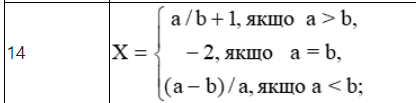 14
X = { a / b + 1, якщо a > b,
− 2, якщо a = b,
(a − b) / a, якщо a < b;